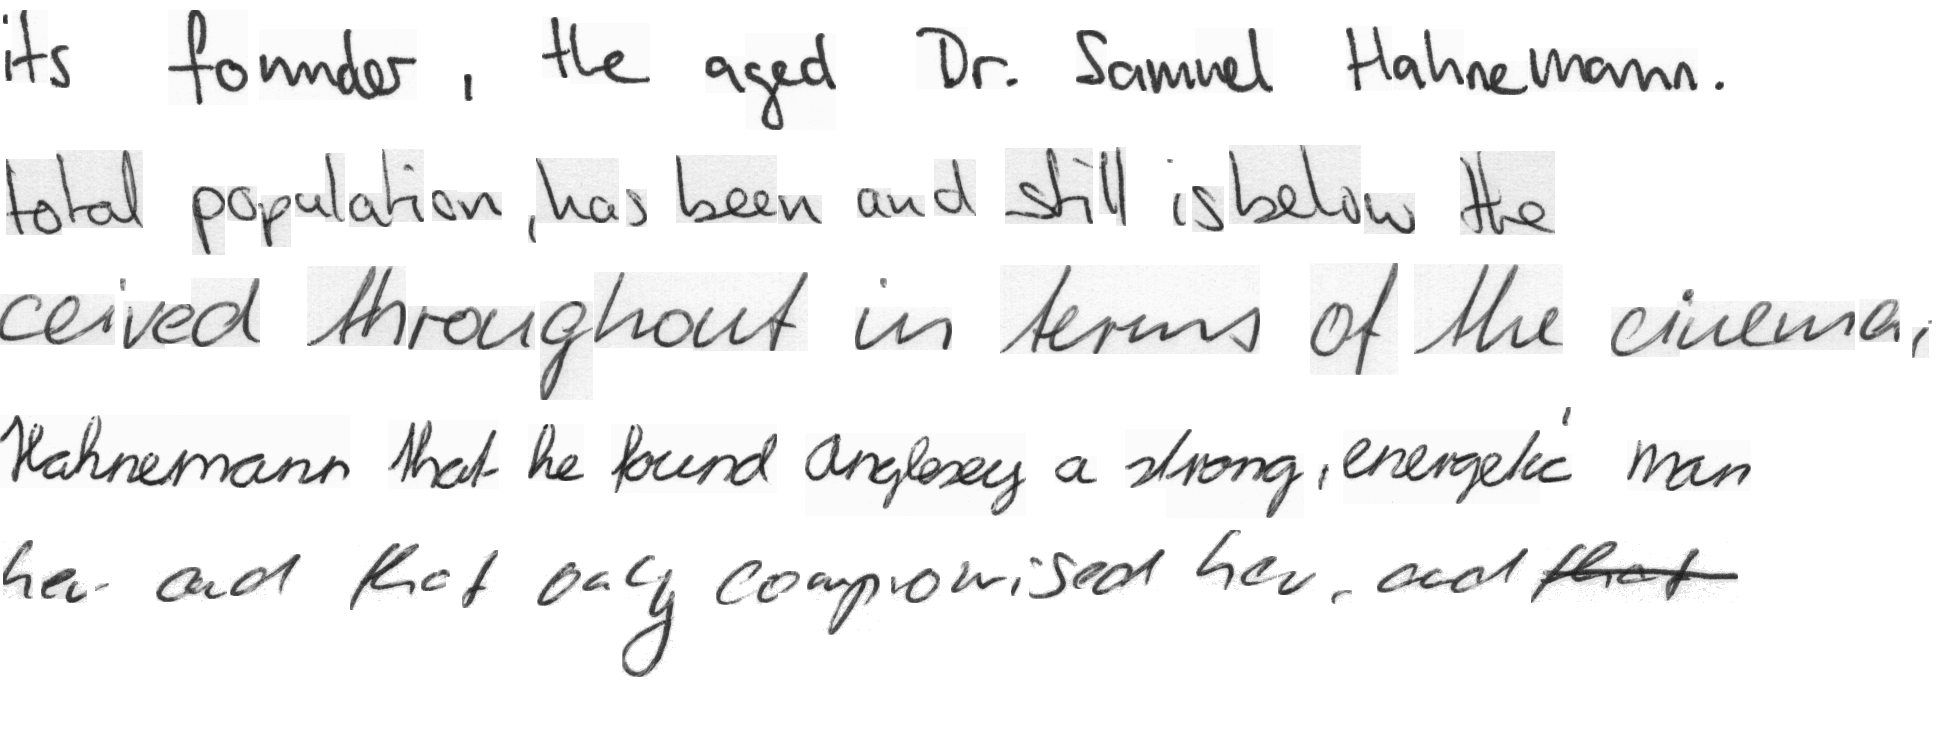 its founder, the aged Dr. Samuel Hahnemann.
total population, has been and still is below the
ceived throughout in terms of the cinema,
Hahnemann that he found Anglesey a strong, energetic man
her and that only compromised her, and that